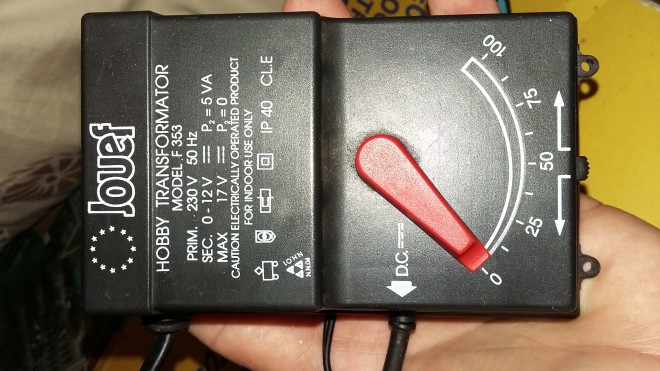 Jouef
HOBBY TRANSFORMATOR
MODEL. F 353
PRIM. 230 V 50 Hz
SEC. 0 - 12 V P2 = 5 VA
MAX 17 V P2 = 0
CAUTION ELECTRICALLY OPERATED PRODUCT
FOR INDOOR USE ONLY
IP 40 CL.E
100
75
50
25
0
D.C.